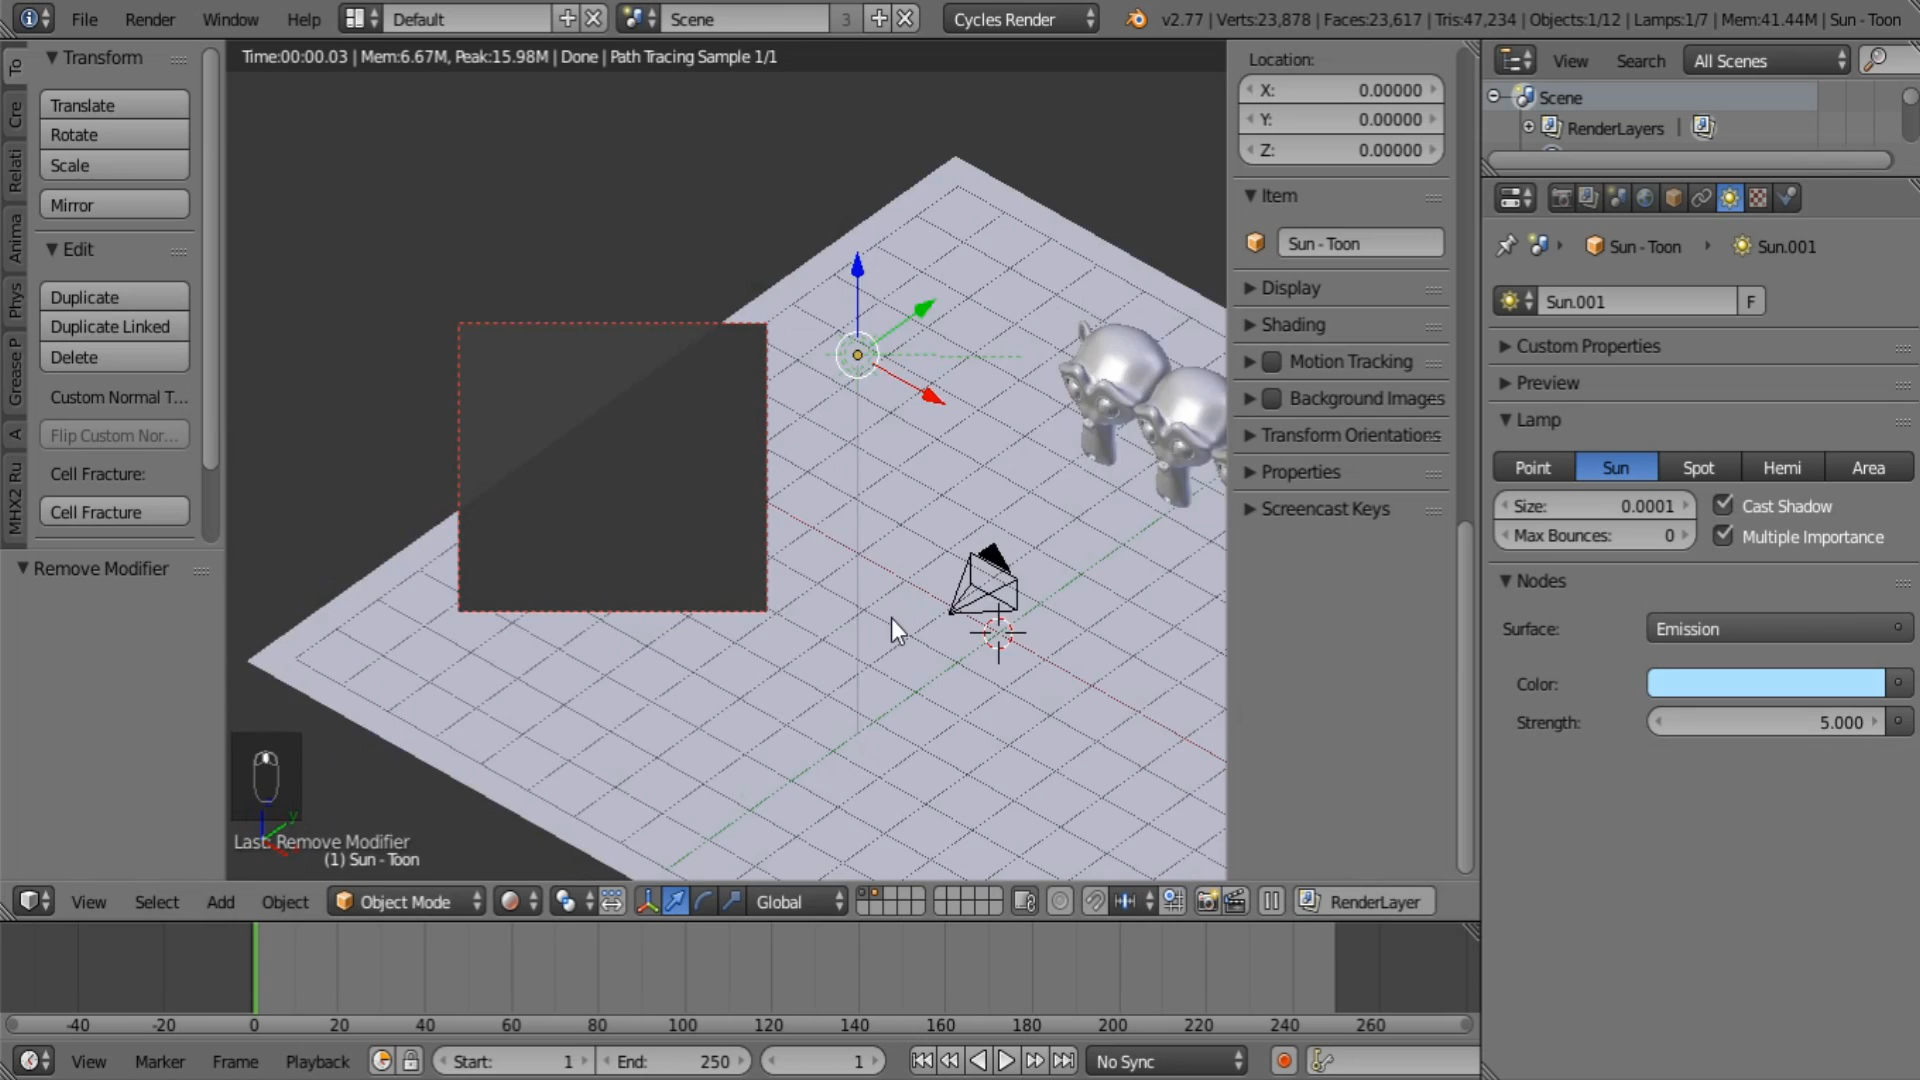 File Render Window Help Default Scene 3 Cycles Render v2.77 | Verts:23,878 | Faces:23,617 | Tris:47,234 | Objects:1/12 | Lamps:1/7 | Mem:41.44M | Sun - Toon
Time:00:00.03 | Mem:6.67M, Peak:15.98M | Done | Path Tracing Sample 1/1
To
Cre
Relati
Anima
Phys
Grease P
A
MHX2 Ru
Transform
Translate
Rotate
Scale
Mirror
Edit
Duplicate
Duplicate Linked
Delete
Custom Normal T...
Flip Custom Nor...
Cell Fracture:
Cell Fracture
Remove Modifier
y
Last: Remove Modifier
(1) Sun - Toon
Location:
X: 0.00000
Y: 0.00000
Z: 0.00000
Item
Sun - Toon
Display
Shading
Motion Tracking
Background Images
Transform Orientations
Properties
Screencast Keys
View Search All Scenes
Scene
RenderLayers |
Sun - Toon Sun.001
Sun.001 F
Custom Properties
Preview
Lamp
Point Sun Spot Hemi Area
Size: 0.0001 Cast Shadow
Max Bounces: 0 Multiple Importance
Nodes
Surface: Emission
Color:
Strength: 5.000
View Select Add Object Object Mode Global RenderLayer
-40 -20 0 20 40 60 80 100 120 140 160 180 200 220 240 260
View Marker Frame Playback Start: 1 End: 250 1 No Sync